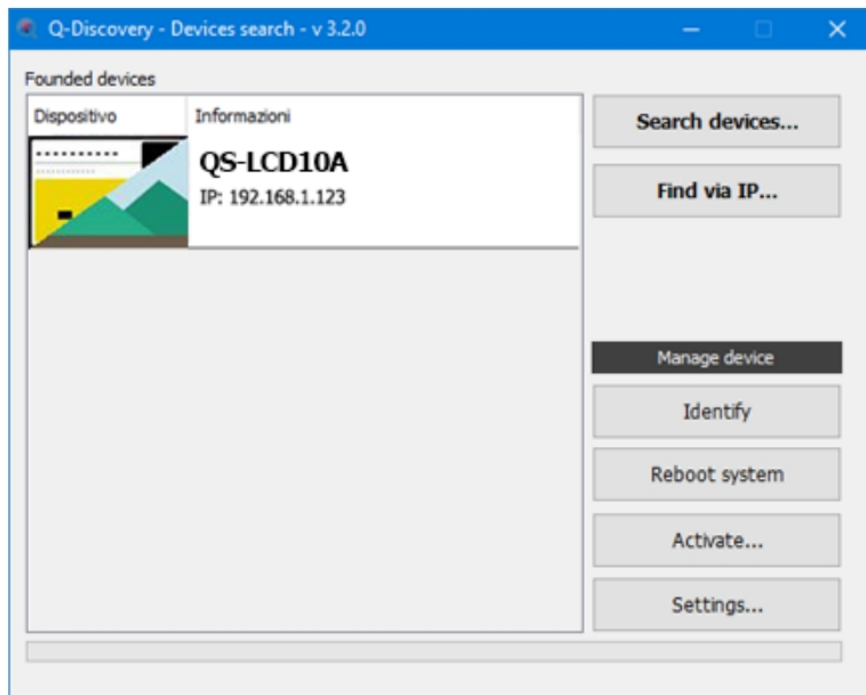 Q-Discovery - Devices search - v 3.2.0
Founded devices
Dispositivo Informazioni
QS-LCD10A
IP: 192.168.1.123
Search devices...
Find via IP...
Manage device
Identify
Reboot system
Activate...
Settings...